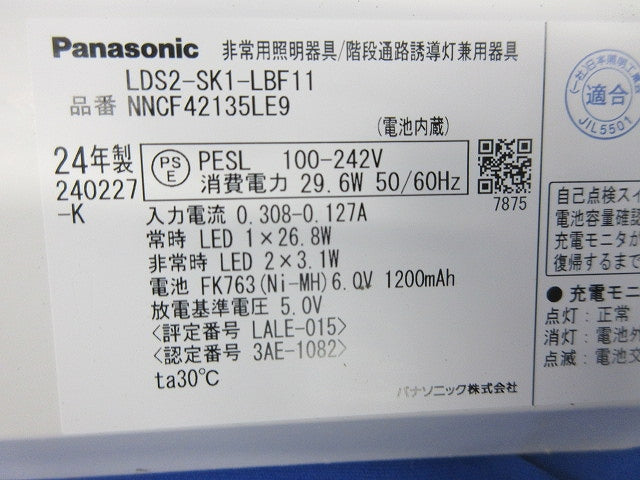 Panasonic 非常用照明器具/階段通路誘導灯兼用器具
LDS2-SK1-LBF11
品番 NNCF42135LE9
(電池内蔵)
24年製
240227
-K
PS
E
PESL 100-242V
消費電力 29.6W 50/60Hz
7875
入力電流 0.308-0.127A
常時 LED 1×26.8W
非常時 LED 2×3.1W
電池 FK763(Ni-MH)6.0V 1200mAh
放電基準電圧 5.0V
<評定番号 LALE-015>
<認定番号 3AE-1082>
ta30℃
パナソニック株式会社
適合
JIL5501
自己点検スイ
電池容量確認
充電モニタが
復帰するまで
● 充電モニ
点灯: 正常
消灯: 電池外
点滅: 電池交